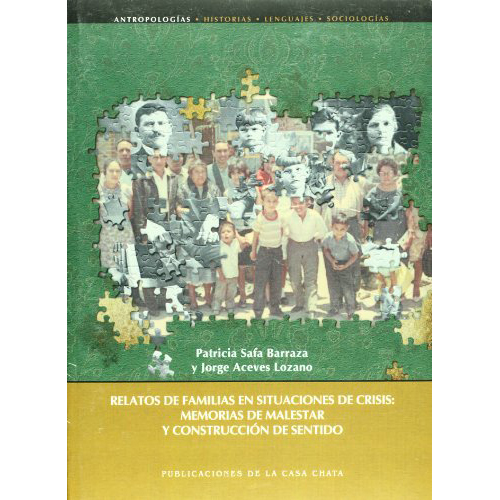 ANTROPOLOGÍAS • HISTORIAS • LENGUAJES • SOCIOLOGÍAS
Patricia Safa Barraza
y Jorge Aceves Lozano
RELATOS DE FAMILIAS EN SITUACIONES DE CRISIS:
MEMORIAS DE MALESTAR
Y CONSTRUCCIÓN DE SENTIDO
PUBLICACIONES DE LA CASA CHATA